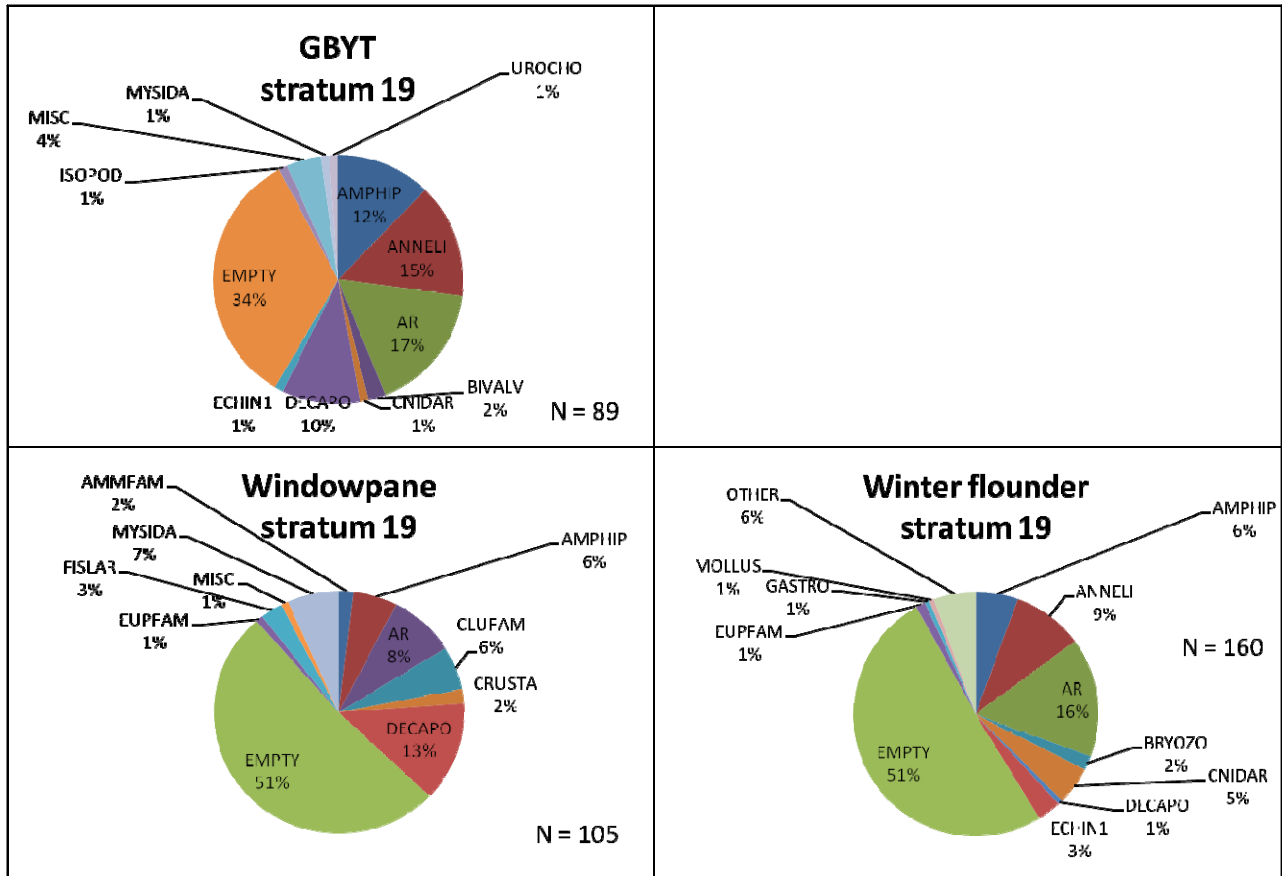 GBYT
stratum 19
UROCHO
1%
MYSIDA
1%
MISC
4%
ISOPOD
1%
AMPHIP
12%
ANNELI
15%
EMPTY
34%
AR
17%
BIVALV
2%
CNIDAR
1%
DECAPO
10%
ECHIN1
1%
N = 89
Windowpane
stratum 19
AMMFAM
2%
MYSIDA
7%
FISLAR
3%
MISC
1%
EUPFAM
1%
AMPHIP
6%
AR
8%
CLUFAM
6%
CRUSTA
2%
DECAPO
13%
EMPTY
51%
N = 105
Winter flounder
stratum 19
OTHER
6%
MOLLUS
1%
GASTRO
1%
EUPFAM
1%
AMPHIP
6%
ANNELI
9%
N = 160
AR
16%
EMPTY
51%
BRYOZO
2%
CNIDAR
5%
DECAPO
1%
ECHIN1
3%